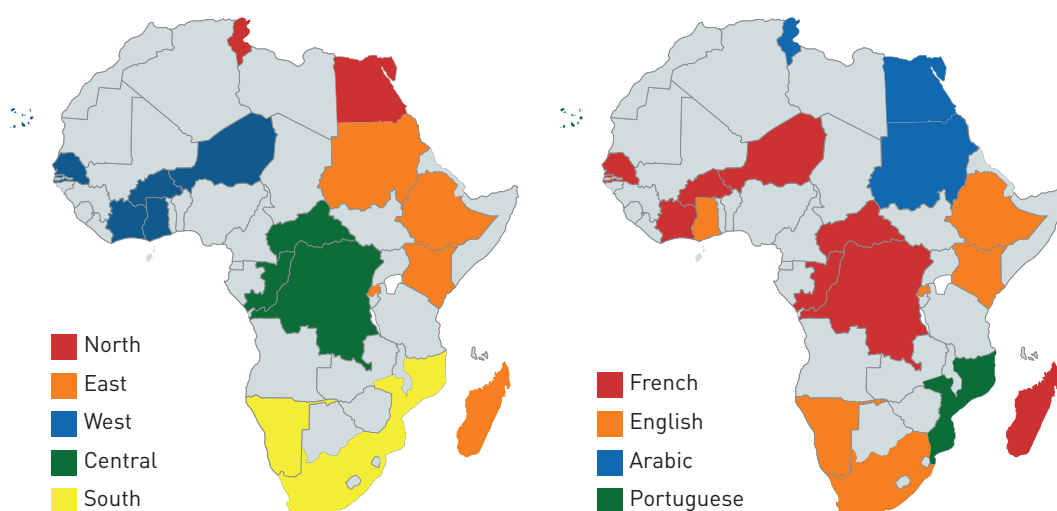 North
East
West
Central
South
French
English
Arabic
Portuguese